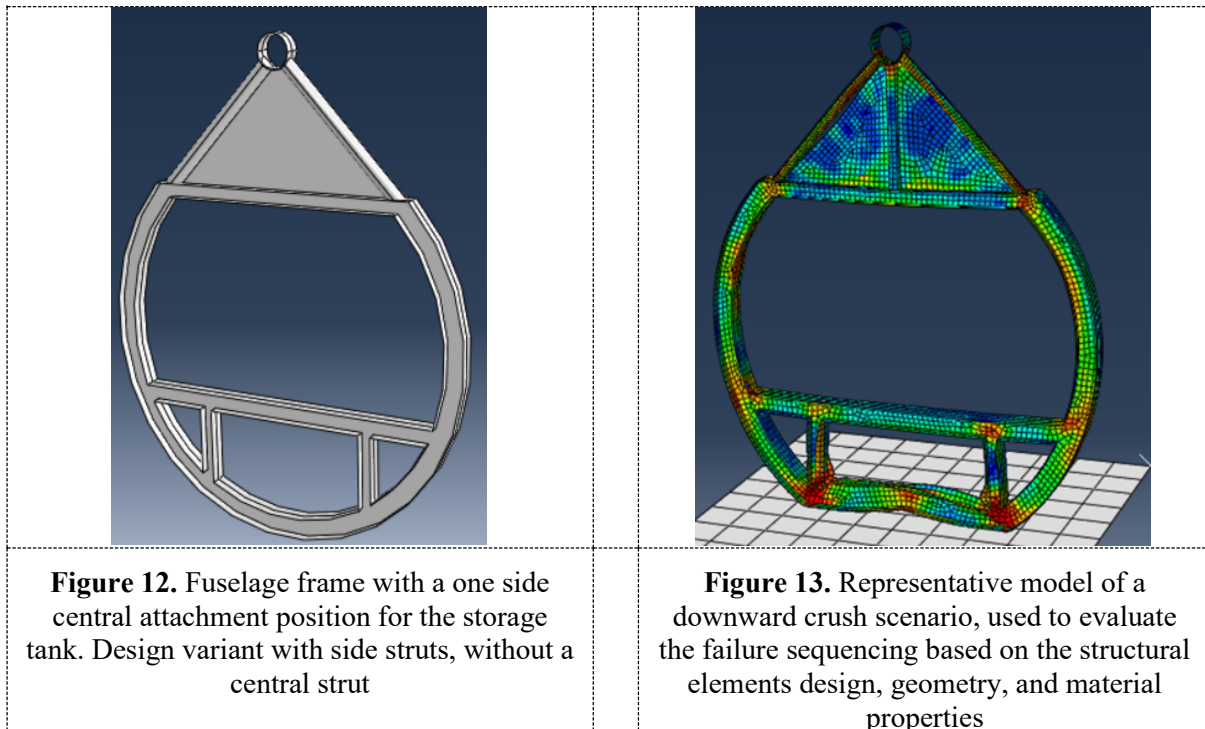 Figure 12. Fuselage frame with a one side
central attachment position for the storage
tank. Design variant with side struts, without a
central strut
Figure 13. Representative model of a
downward crush scenario, used to evaluate
the failure sequencing based on the structural
elements design, geometry, and material
properties